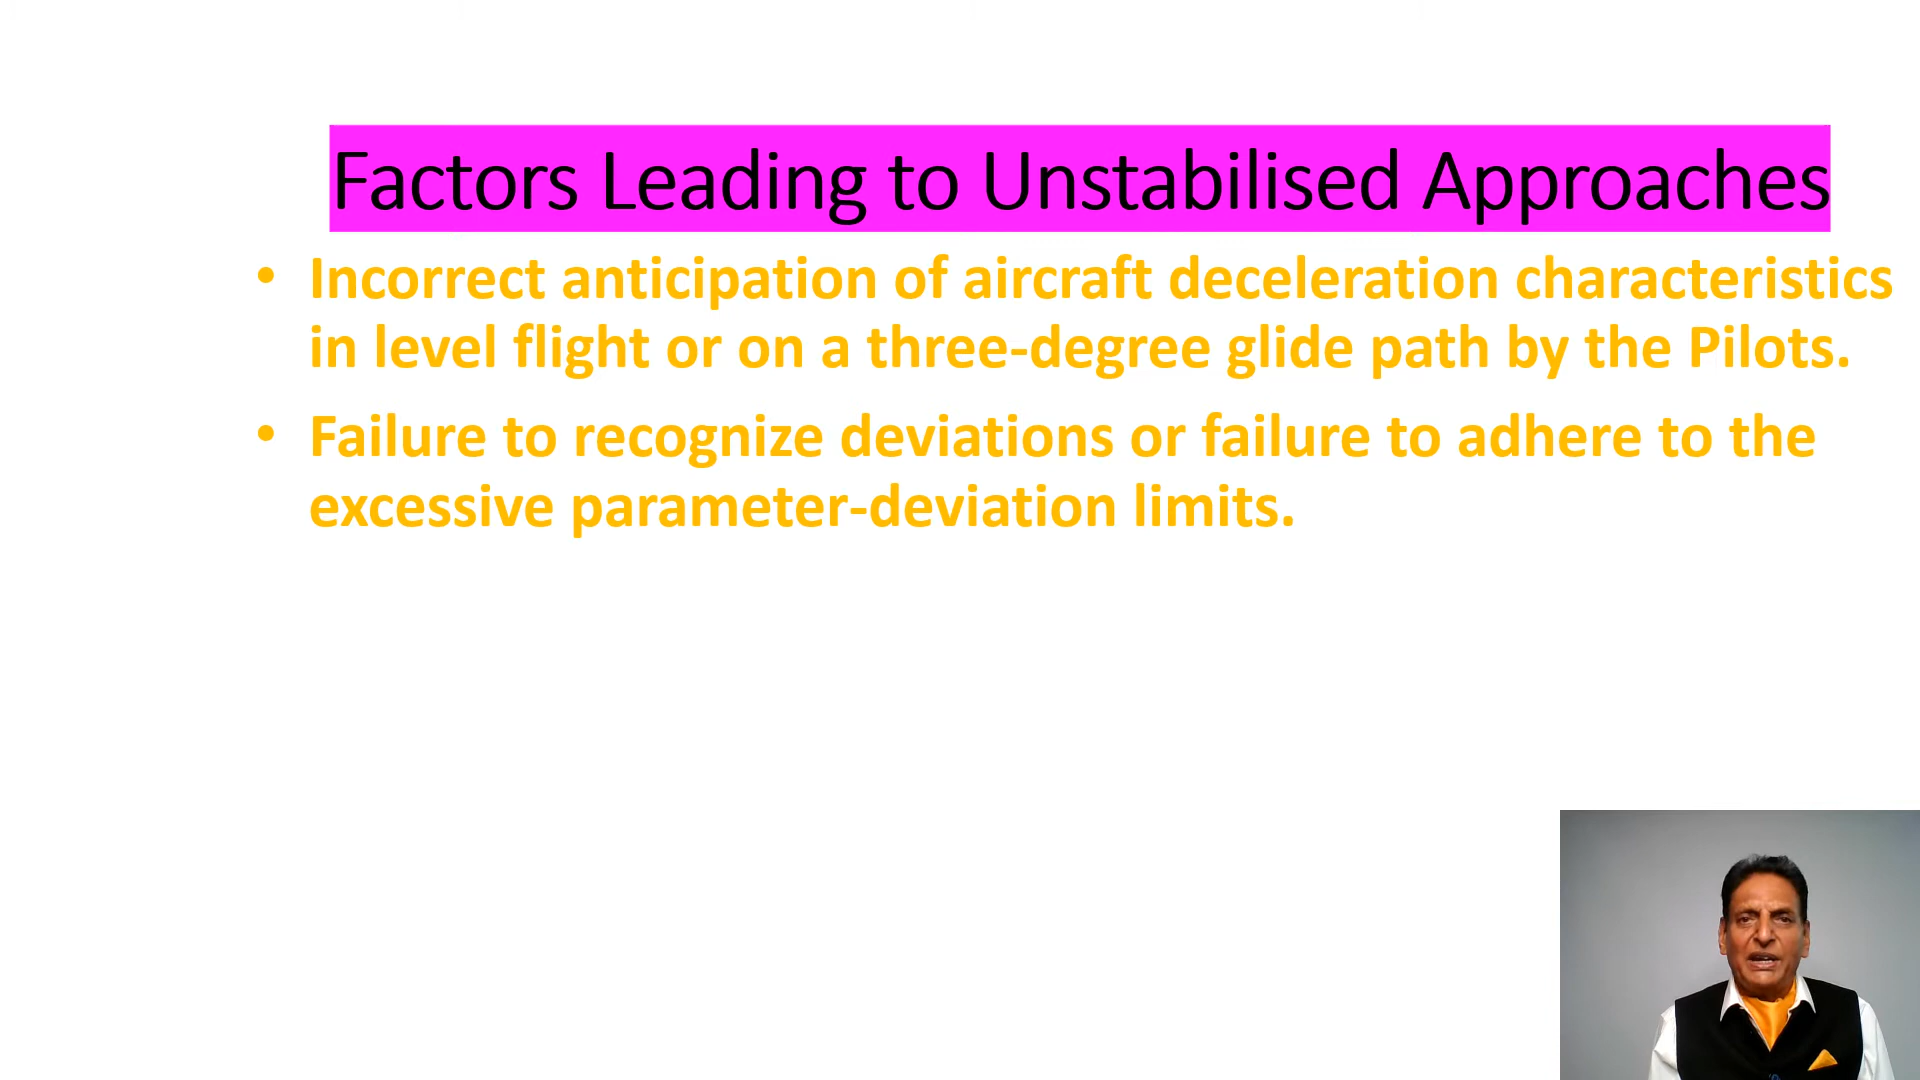 Factors Leading to Unstabilised Approaches
• Incorrect anticipation of aircraft deceleration characteristics
in level flight or on a three-degree glide path by the Pilots.
• Failure to recognize deviations or failure to adhere to the
excessive parameter-deviation limits.